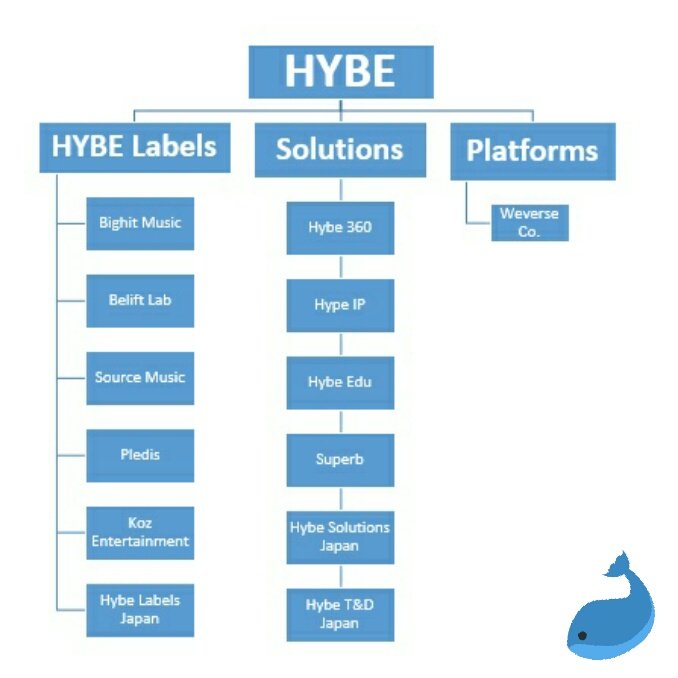 HYBE
HYBE Labels
Bighit Music
Belift Lab
Source Music
Pledis
Koz
Entertainment
Hybe Labels
Japan
Solutions
Hybe 360
Hype IP
Hybe Edu
Superb
Hybe Solutions
Japan
Hybe T&D
Japan
Platforms
Weverse
Co.